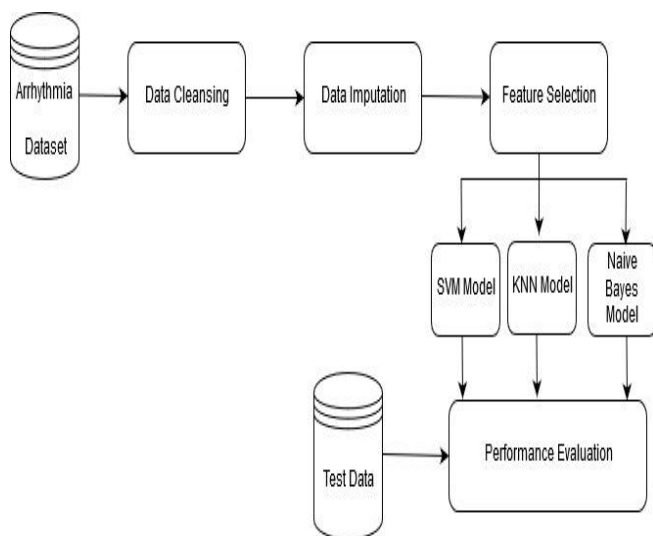 Arrhythmia
Dataset
Data Cleansing
Data Imputation
Feature Selection
SVM Model
KNN Model
Naive
Bayes
Model
Test Data
Performance Evaluation